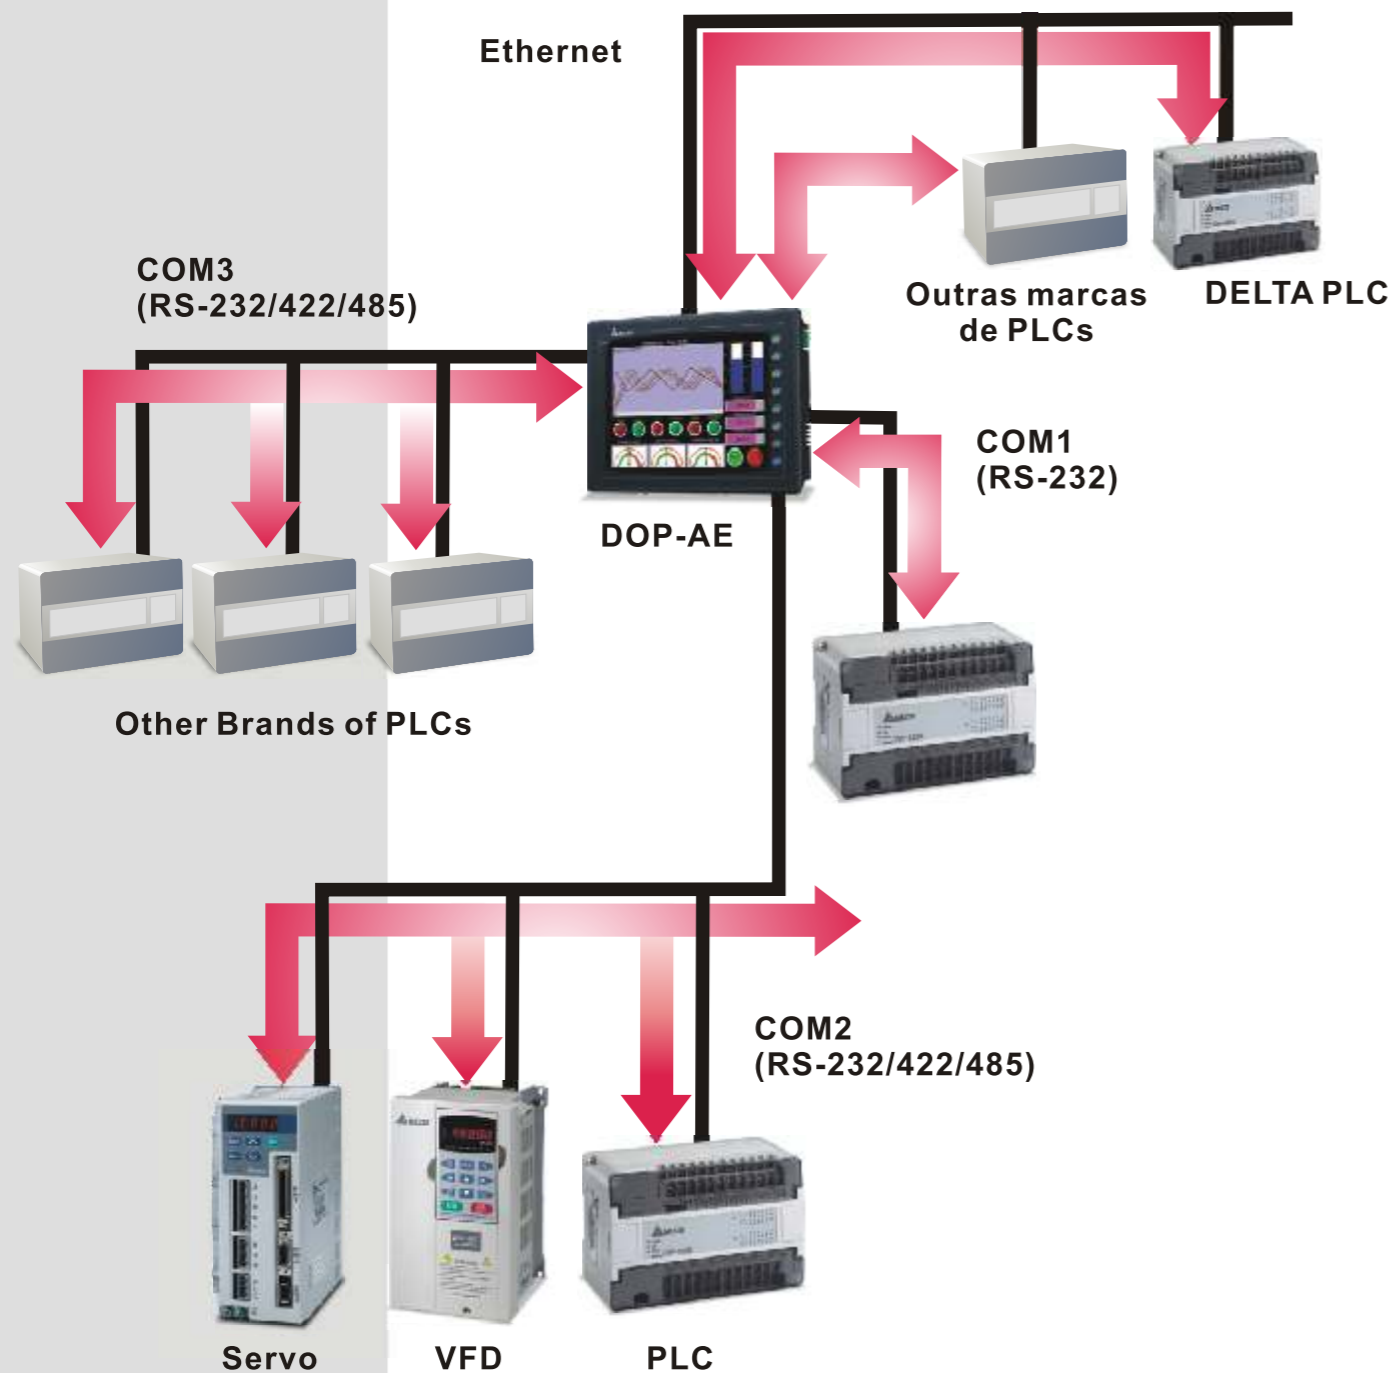 Ethernet
COM3
(RS-232/422/485)
Outras marcas
de PLCs
DELTA PLC
COM1
(RS-232)
DOP-AE
Other Brands of PLCs
COM2
(RS-232/422/485)
Servo
VFD
PLC